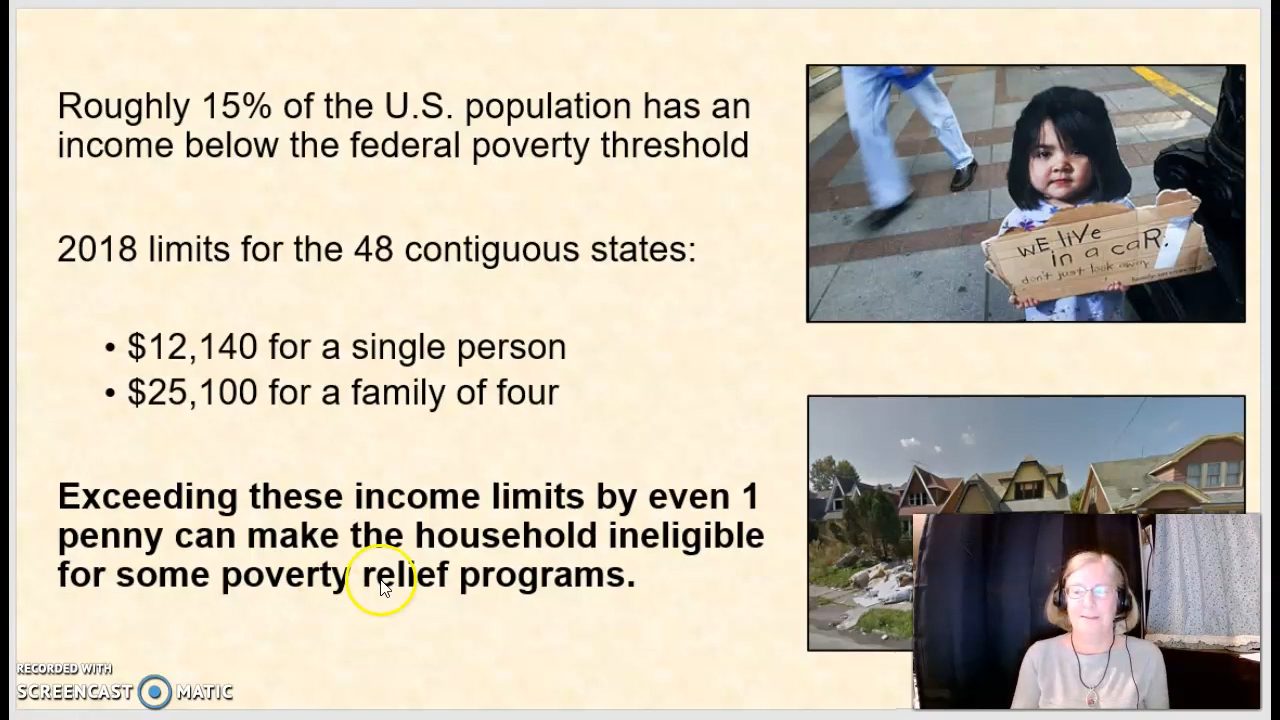 Roughly 15% of the U.S. population has an
income below the federal poverty threshold
2018 limits for the 48 contiguous states:
• $12,140 for a single person
• $25,100 for a family of four
Exceeding these income limits by even 1
penny can make the household ineligible
for some poverty relief programs.
WE liVe
in a caR.
don't just look away
RECORDED WITH
SCREENCAST MATIC